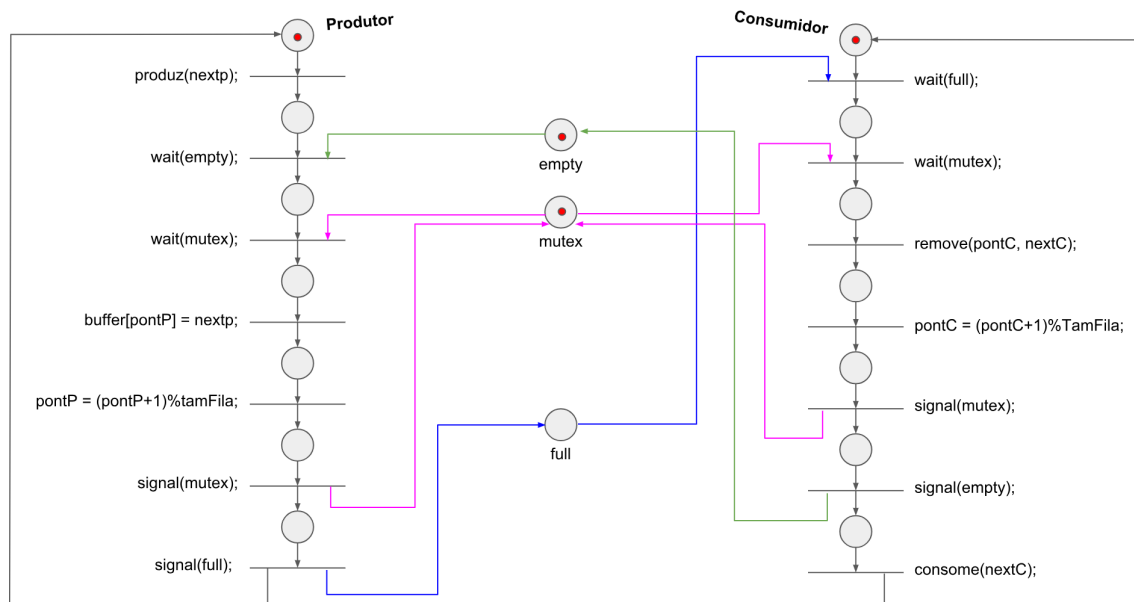 Produtor
produz(nextp);
wait(empty);
wait(mutex);
buffer[pontP] = nextp;
pontP = (pontP+1)%tamFila;
signal(mutex);
signal(full);
empty
mutex
full
Consumidor
wait(full);
wait(mutex);
remove(pontC, nextC);
pontC = (pontC+1)%TamFila;
signal(mutex);
signal(empty);
consome(nextC);